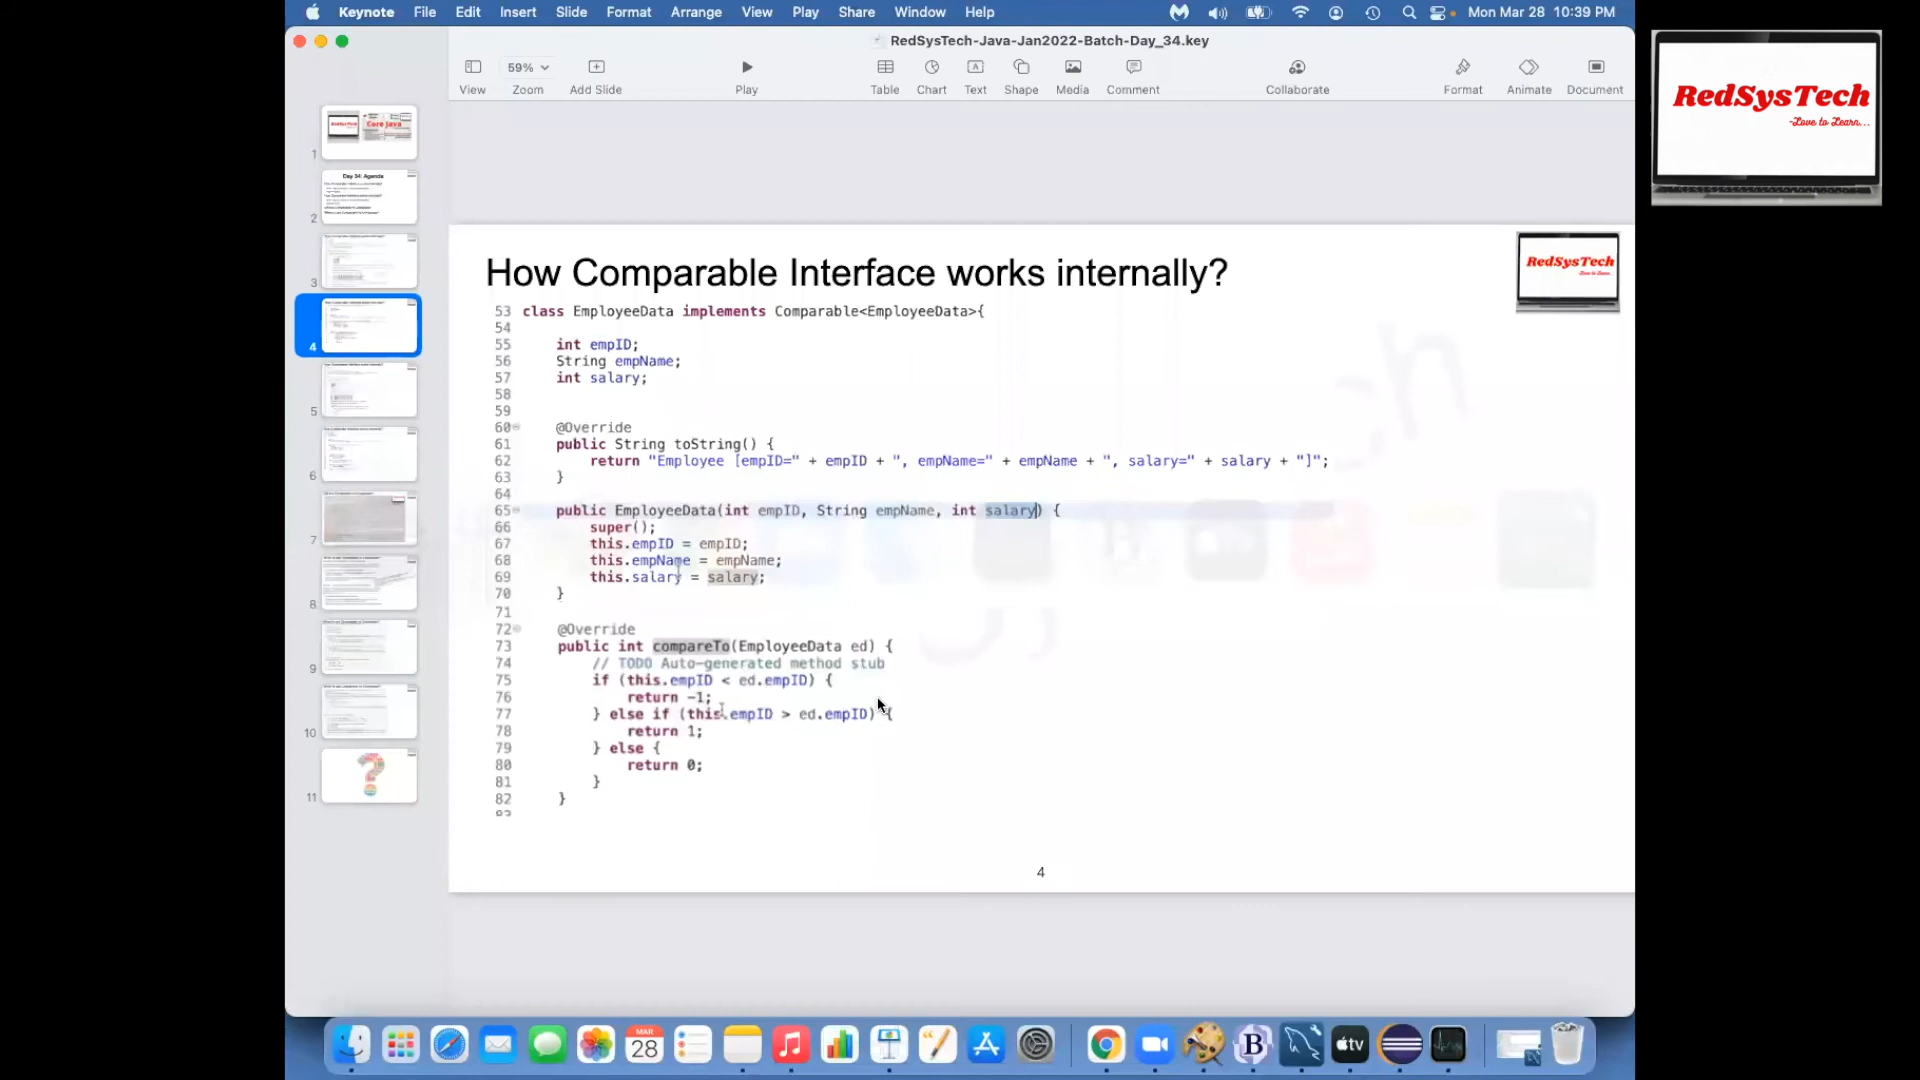 Keynote File Edit Insert Slide Format Arrange View Play Share Window Help Mon Mar 28 10:39 PM
RedSysTech-Java-Jan2022-Batch-Day_34.key
59%
View Zoom Add Slide Play Table Chart Text Shape Media Comment Collaborate Format Animate Document
RedSysTech
-Love to Learn...
1
Day 34: Agenda
2
3
4
5
6
7
8
9
10
11
How Comparable Interface works internally?
RedSysTech
53 class EmployeeData implements Comparable<EmployeeData>{
54
55 int empID;
56 String empName;
57 int salary;
58
59
60 @Override
61 public String toString() {
62 return "Employee [empID=" + empID + ", empName=" + empName + ", salary=" + salary + "]";
63 }
64
65 public EmployeeData(int empID, String empName, int salary) {
66 super();
67 this.empID = empID;
68 this.empName = empName;
69 this.salary = salary;
70 }
71
72 @Override
73 public int compareTo(EmployeeData ed) {
74 // TODO Auto-generated method stub
75 if (this.empID < ed.empID) {
76 return -1;
77 } else if (this.empID > ed.empID) {
78 return 1;
79 } else {
80 return 0;
81 }
82 }
4
MAR
28
tv